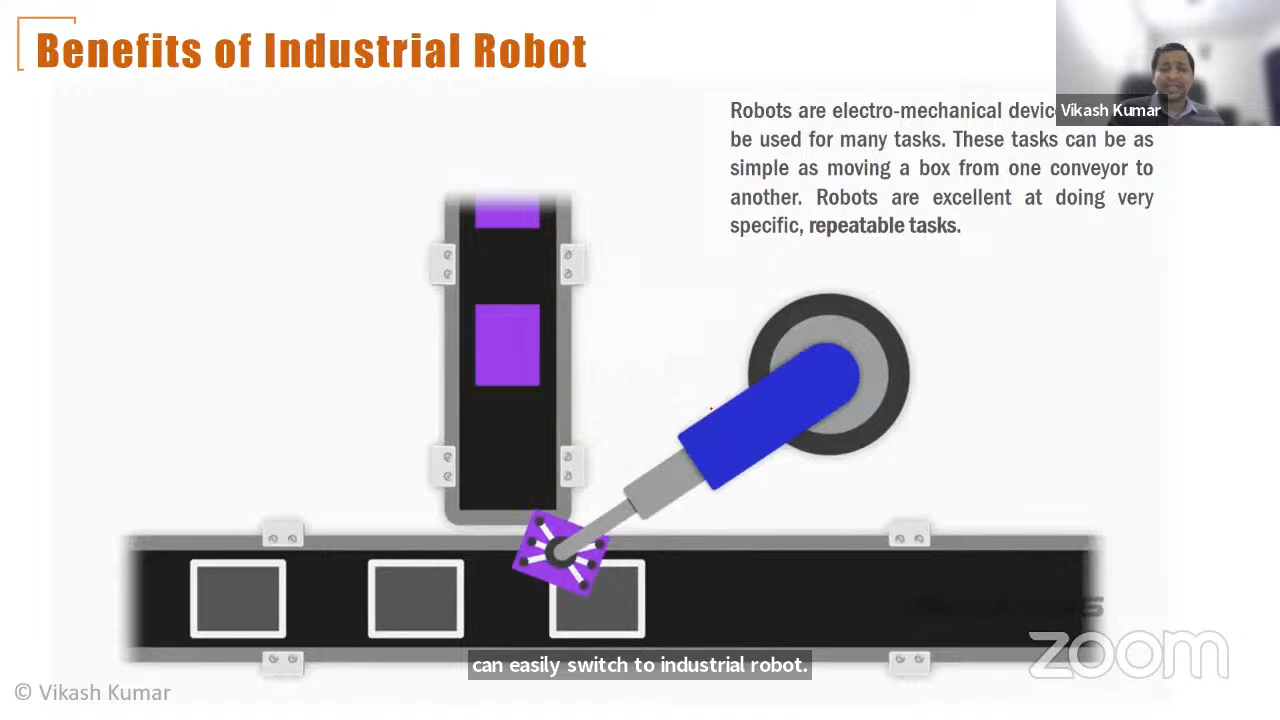 Benefits of Industrial Robot
Robots are electro-mechanical
Vikash Kumar
be used for many tasks. These tasks can be as
simple as moving a box from one conveyor to
another. Robots are excellent at doing very
specific, repeatable tasks.
can easily switch to industrial robot.
zoom
© Vikash Kumar